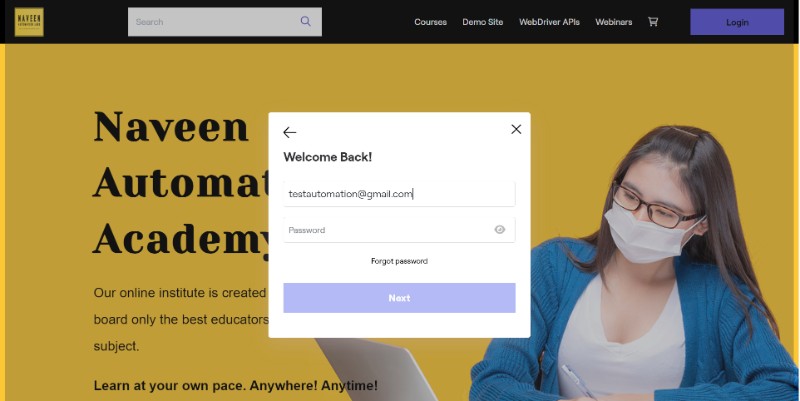 NAVEEN
Search
Courses
Demo Site
WebDriver APIs
Webinars
Login
Naveen
Automat
Academy
Our online institute is created
board only the best educators
subject.
Learn at your own pace. Anywhere! Anytime!
Welcome Back!
testautomation@gmail.com
Password
Forgot password
Next